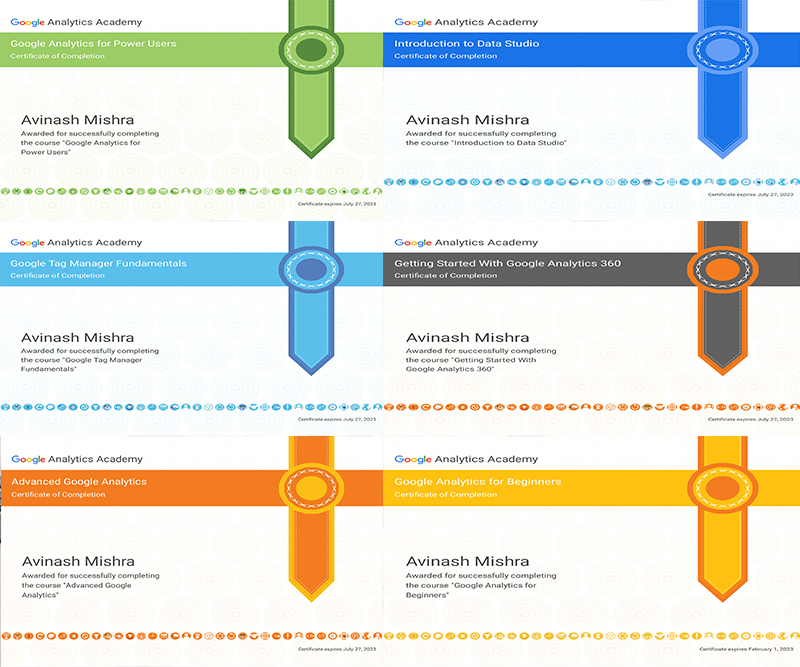 Google Analytics Academy
Google Analytics for Power Users
Certificate of Completion
Avinash Mishra
Awarded for successfully completing
the course "Google Analytics for
Power Users"
Certificate expires July 27, 2023
Google Analytics Academy
Introduction to Data Studio
Certificate of Completion
Avinash Mishra
Awarded for successfully completing
the course "Introduction to Data Studio"
Certificate expires July 27, 2023
Google Analytics Academy
Google Tag Manager Fundamentals
Certificate of Completion
Avinash Mishra
Awarded for successfully completing
the course "Google Tag Manager
Fundamentals"
Certificate expires July 27, 2023
Google Analytics Academy
Getting Started With Google Analytics 360
Certificate of Completion
Avinash Mishra
Awarded for successfully completing
the course "Getting Started With
Google Analytics 360"
Certificate expires July 27, 2023
Google Analytics Academy
Advanced Google Analytics
Certificate of Completion
Avinash Mishra
Awarded for successfully completing
the course "Advanced Google
Analytics"
Certificate expires July 27, 2023
Google Analytics Academy
Google Analytics for Beginners
Certificate of Completion
Avinash Mishra
Awarded for successfully completing
the course "Google Analytics for
Beginners"
Certificate expires February 1, 2023